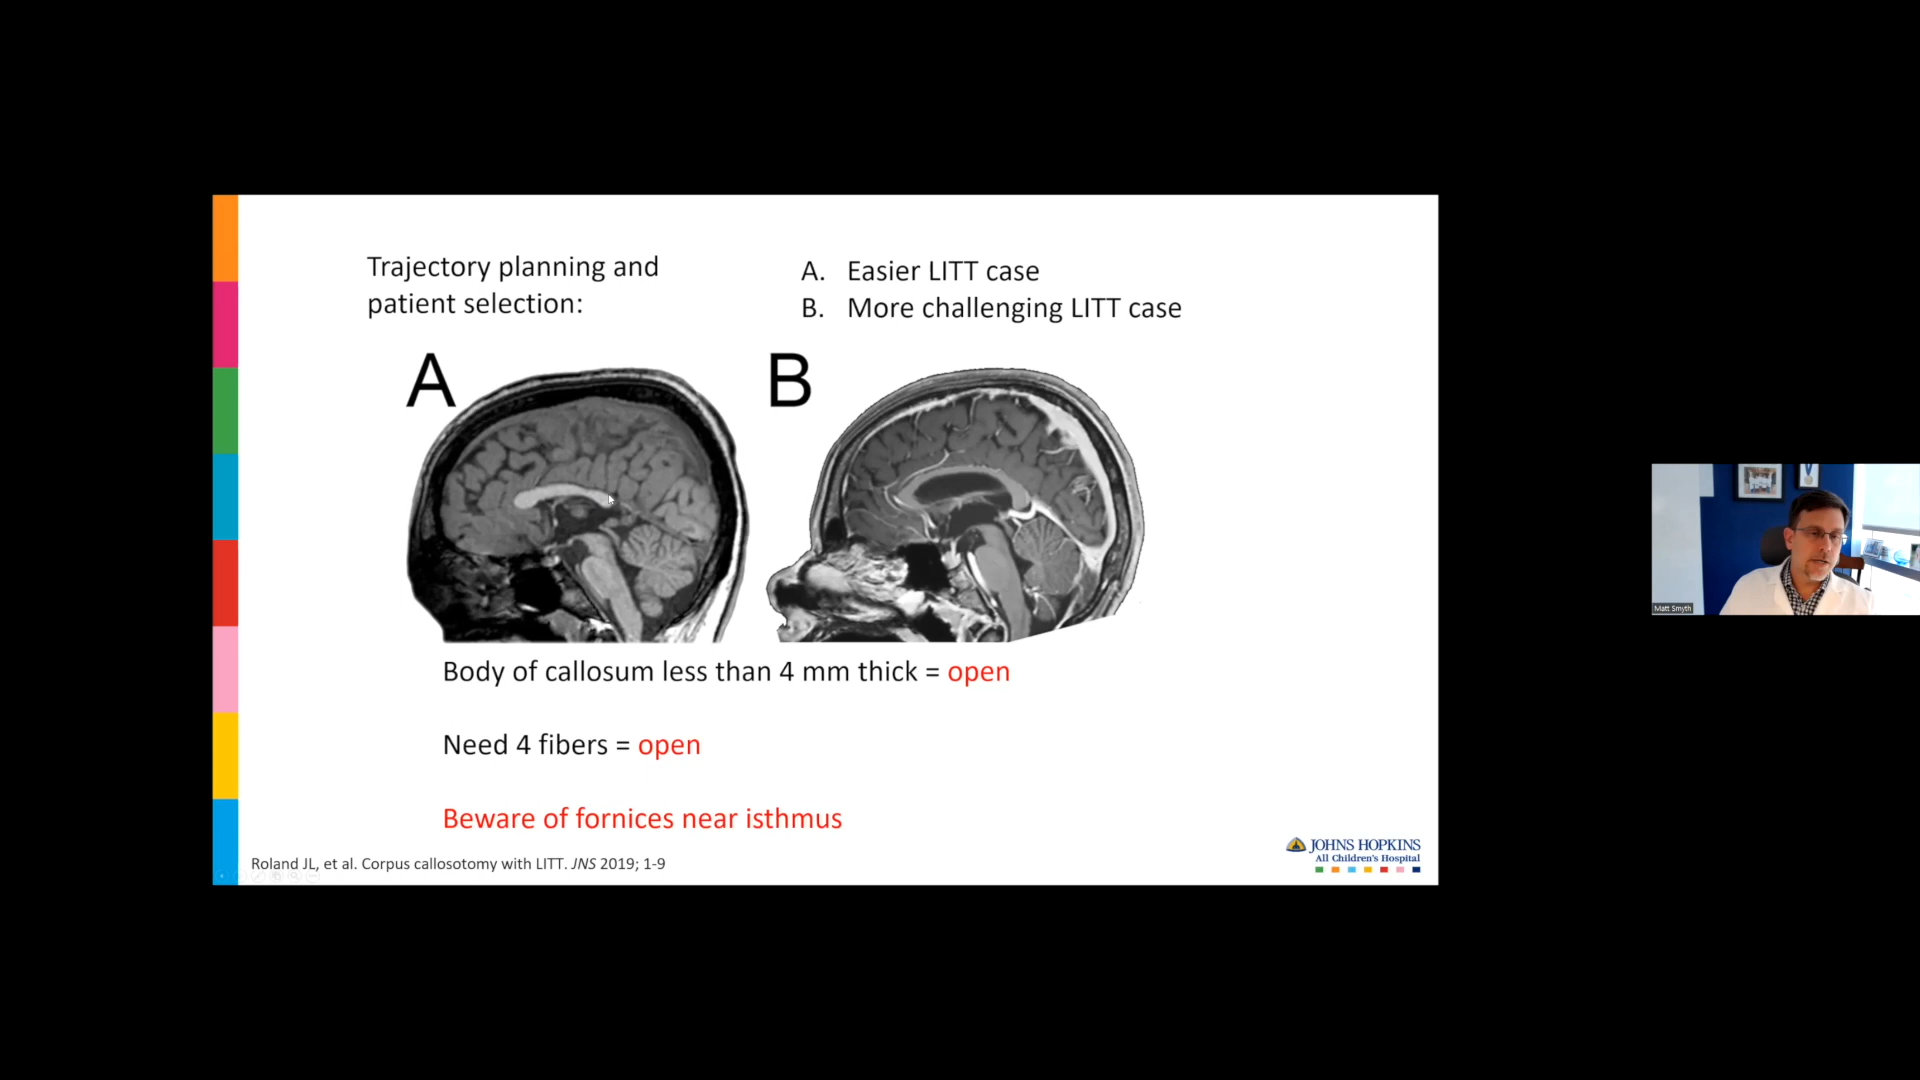 Trajectory planning and
patient selection:
A. Easier LITT case
B. More challenging LITT case
A
B
Body of callosum less than 4 mm thick = open
Need 4 fibers = open
Beware of fornices near isthmus
Roland JL, et al. Corpus callosotomy with LITT. JNS 2019; 1-9
JOHNS HOPKINS
All Children's Hospital
Matt Smyth